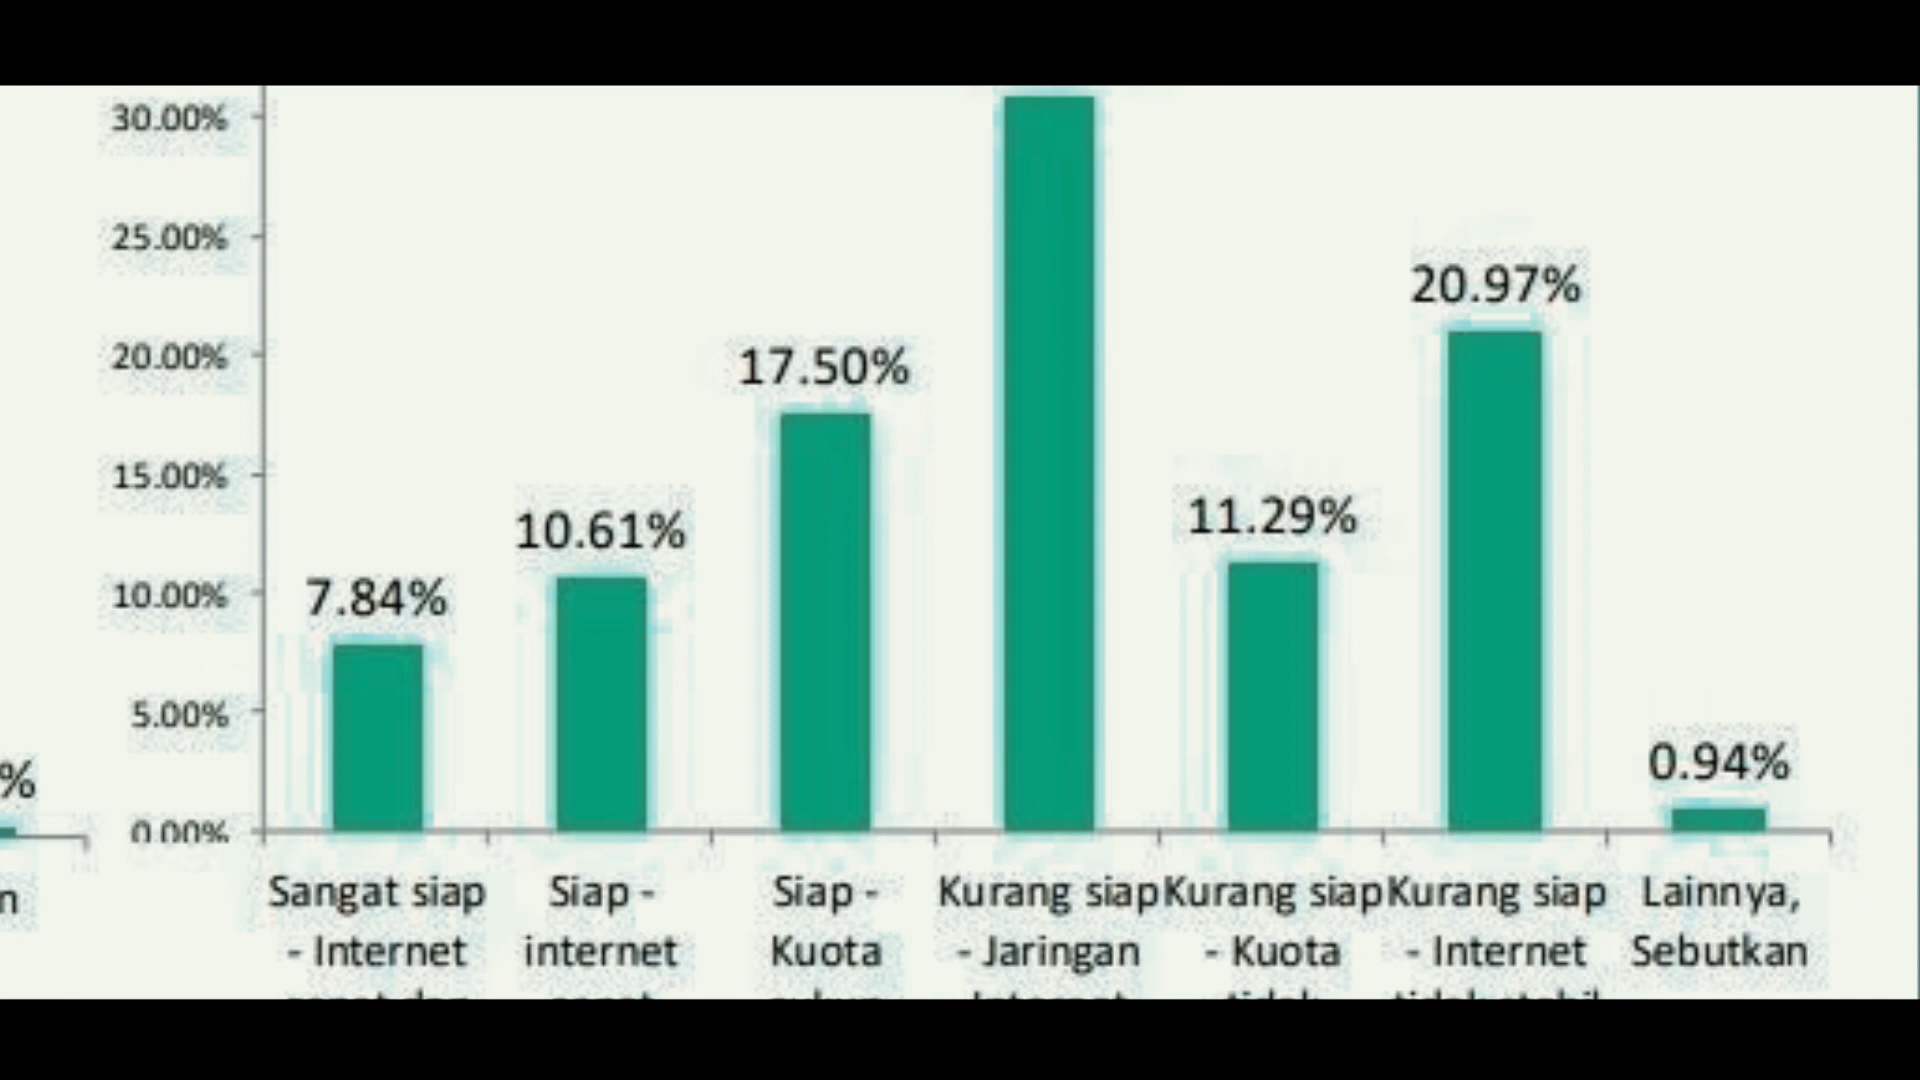 30.00%
25.00%
20.00%
15.00%
10.00%
5.00%
0.00%
7.84%
10.61%
17.50%
11.29%
20.97%
0.94%
%
n
Sangat siap
- Internet
Siap -
internet
Siap -
Kuota
Kurang siap
- Jaringan
Kurang siap
- Kuota
Kurang siap
- Internet
Lainnya,
Sebutkan